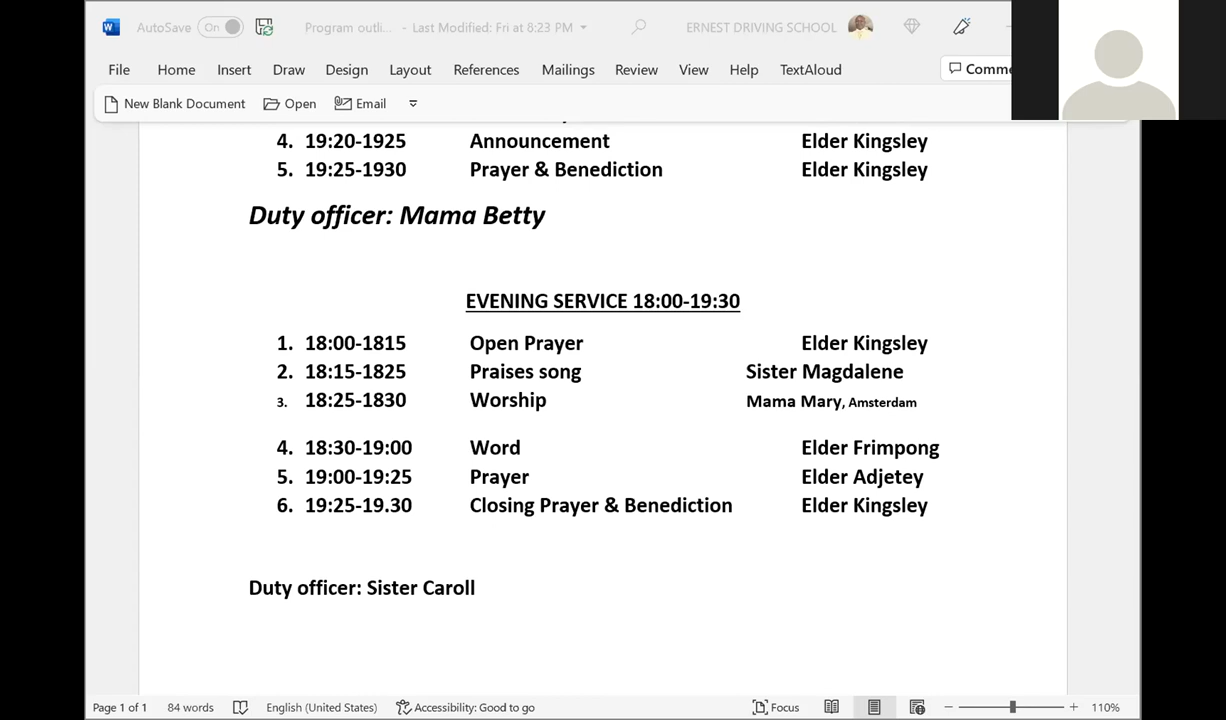 AutoSave On Program outli... - Last Modified: Fri at 8:23 PM ERNEST DRIVING SCHOOL
File Home Insert Draw Design Layout References Mailings Review View Help TextAloud
New Blank Document Open Email
4. 19:20-1925 Announcement Elder Kingsley
5. 19:25-1930 Prayer & Benediction Elder Kingsley
Duty officer: Mama Betty
EVENING SERVICE 18:00-19:30
1. 18:00-1815 Open Prayer Elder Kingsley
2. 18:15-1825 Praises song Sister Magdalene
3. 18:25-1830 Worship Mama Mary, Amsterdam
4. 18:30-19:00 Word Elder Frimpong
5. 19:00-19:25 Prayer Elder Adjetey
6. 19:25-19.30 Closing Prayer & Benediction Elder Kingsley
Duty officer: Sister Caroll
Page 1 of 1 84 words English (United States) Accessibility: Good to go Focus 110%